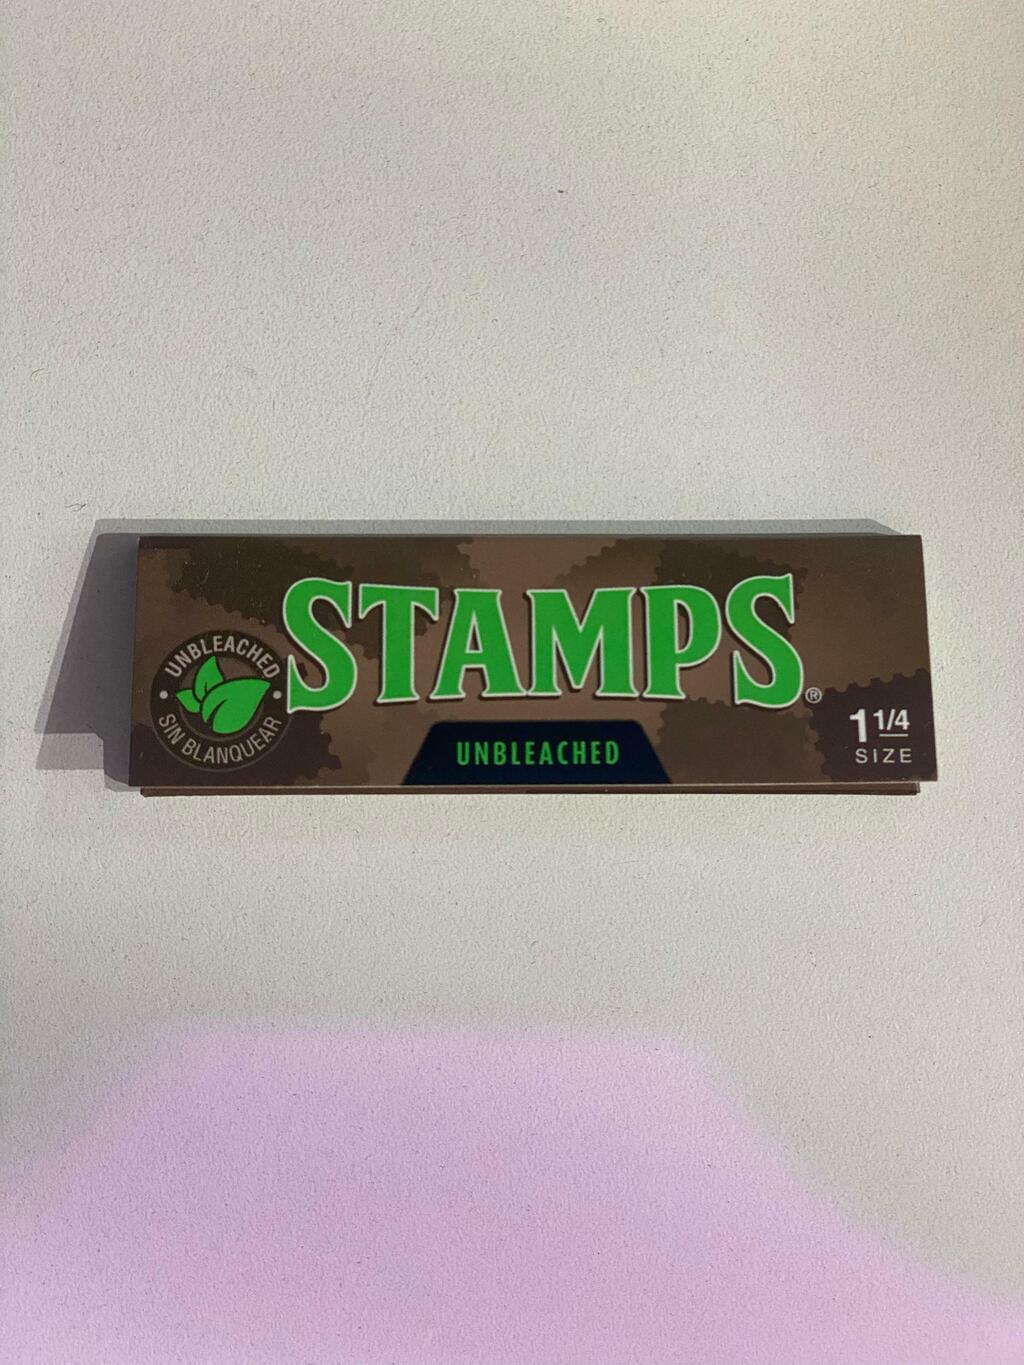 UNBLEACHED
SIN BLANQUEAR
STAMPS®
UNBLEACHED
1 1/4
SIZE